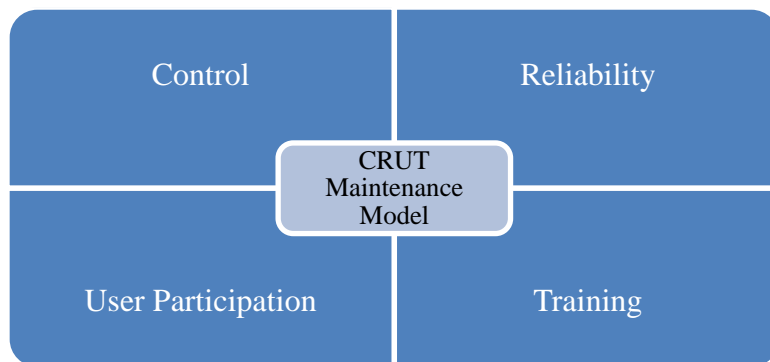 Control
Reliability
CRUT
Maintenance
Model
User Participation
Training